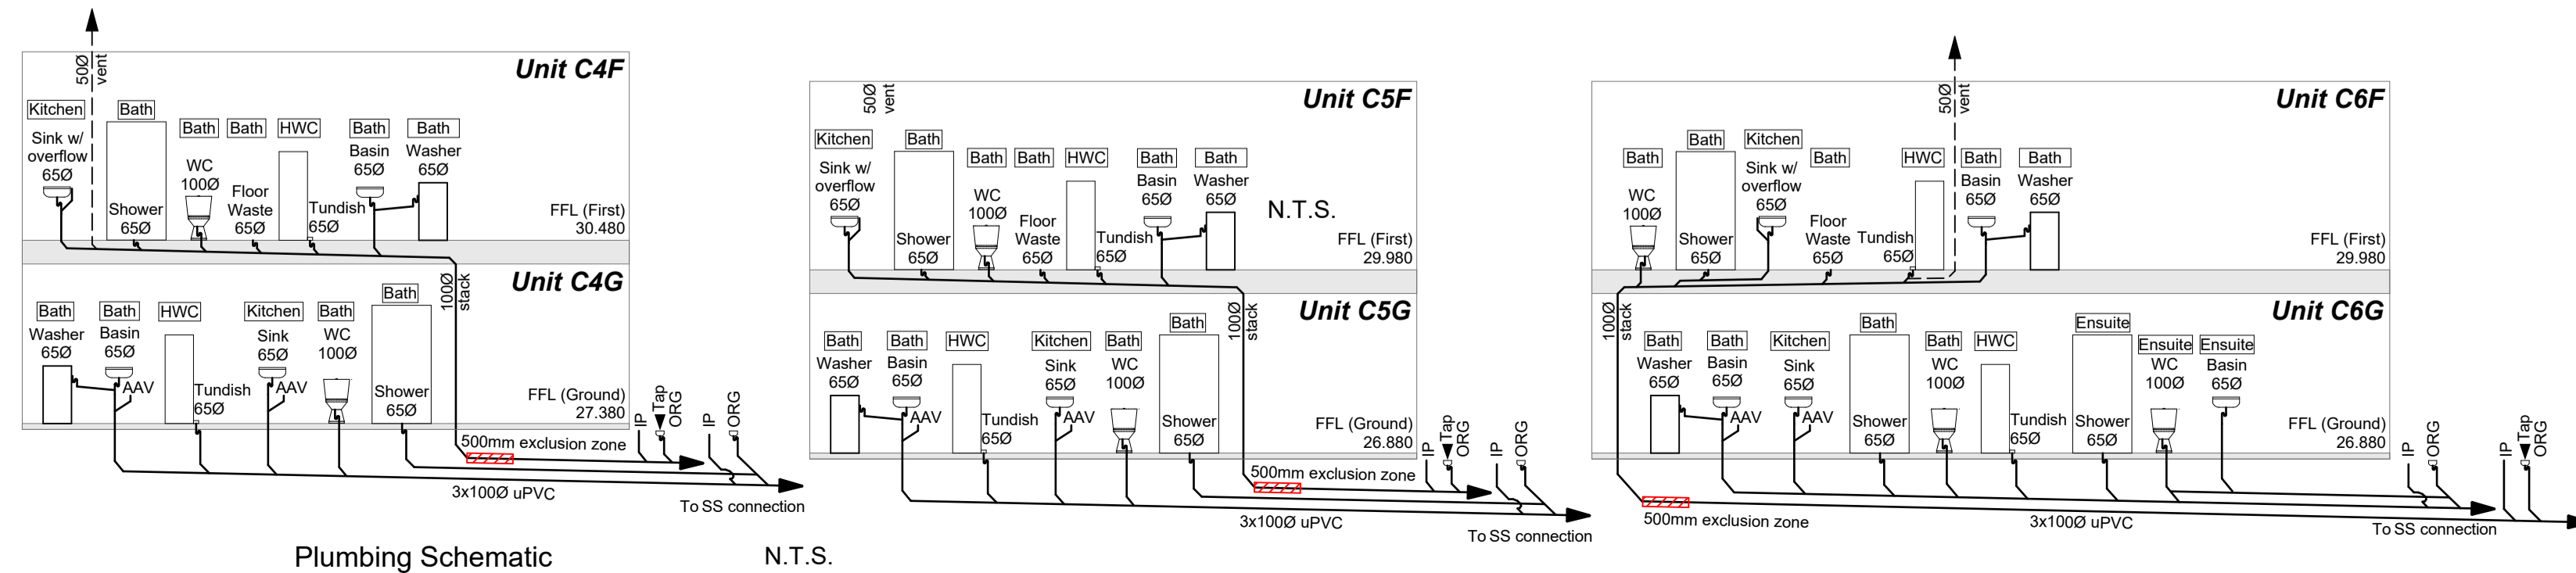 Unit C4F
50Ø
vent
Kitchen
Bath
Sink w/
overflow
65Ø
Bath
Bath
HWC
Bath
Bath
WC
100Ø
Basin
65Ø
Washer
65Ø
Shower
65Ø
Floor
Waste
65Ø
Tundish
65Ø
FFL (First)
30.480
Unit C4G
100Ø
stack
Bath
Washer
65Ø
Bath
Basin
65Ø
AAV
HWC
Tundish
65Ø
Kitchen
Sink
65Ø
AAV
Bath
WC
100Ø
Bath
Shower
65Ø
FFL (Ground)
27.380
500mm exclusion zone
IP
Tap
ORG
IP
ORG
3x100Ø uPVC
To SS connection
Unit C5F
50Ø
vent
Kitchen
Bath
Sink w/
overflow
65Ø
Bath
Bath
HWC
Bath
Bath
WC
100Ø
Basin
65Ø
Washer
65Ø
N.T.S.
Shower
65Ø
Floor
Waste
65Ø
Tundish
65Ø
FFL (First)
29.980
Unit C5G
100Ø
stack
Bath
Washer
65Ø
Bath
Basin
65Ø
AAV
HWC
Tundish
65Ø
Kitchen
Sink
65Ø
AAV
Bath
WC
100Ø
Bath
Shower
65Ø
FFL (Ground)
26.880
500mm exclusion zone
IP
Tap
ORG
IP
ORG
3x100Ø uPVC
To SS connection
Unit C6F
50Ø
vent
Bath
Bath
Kitchen
Sink w/
overflow
65Ø
Bath
HWC
Bath
Bath
WC
100Ø
Basin
65Ø
Washer
65Ø
Shower
65Ø
Floor
Waste
65Ø
Tundish
65Ø
FFL (First)
29.980
Unit C6G
100Ø
stack
Bath
Washer
65Ø
Bath
Basin
65Ø
AAV
Kitchen
Sink
65Ø
AAV
Bath
Shower
65Ø
Bath
WC
100Ø
HWC
Tundish
65Ø
Ensuite
Shower
65Ø
Ensuite
WC
100Ø
Ensuite
Basin
65Ø
FFL (Ground)
26.880
IP
ORG
IP
Tap
ORG
500mm exclusion zone
3x100Ø uPVC
To SS connection
Plumbing Schematic
N.T.S.